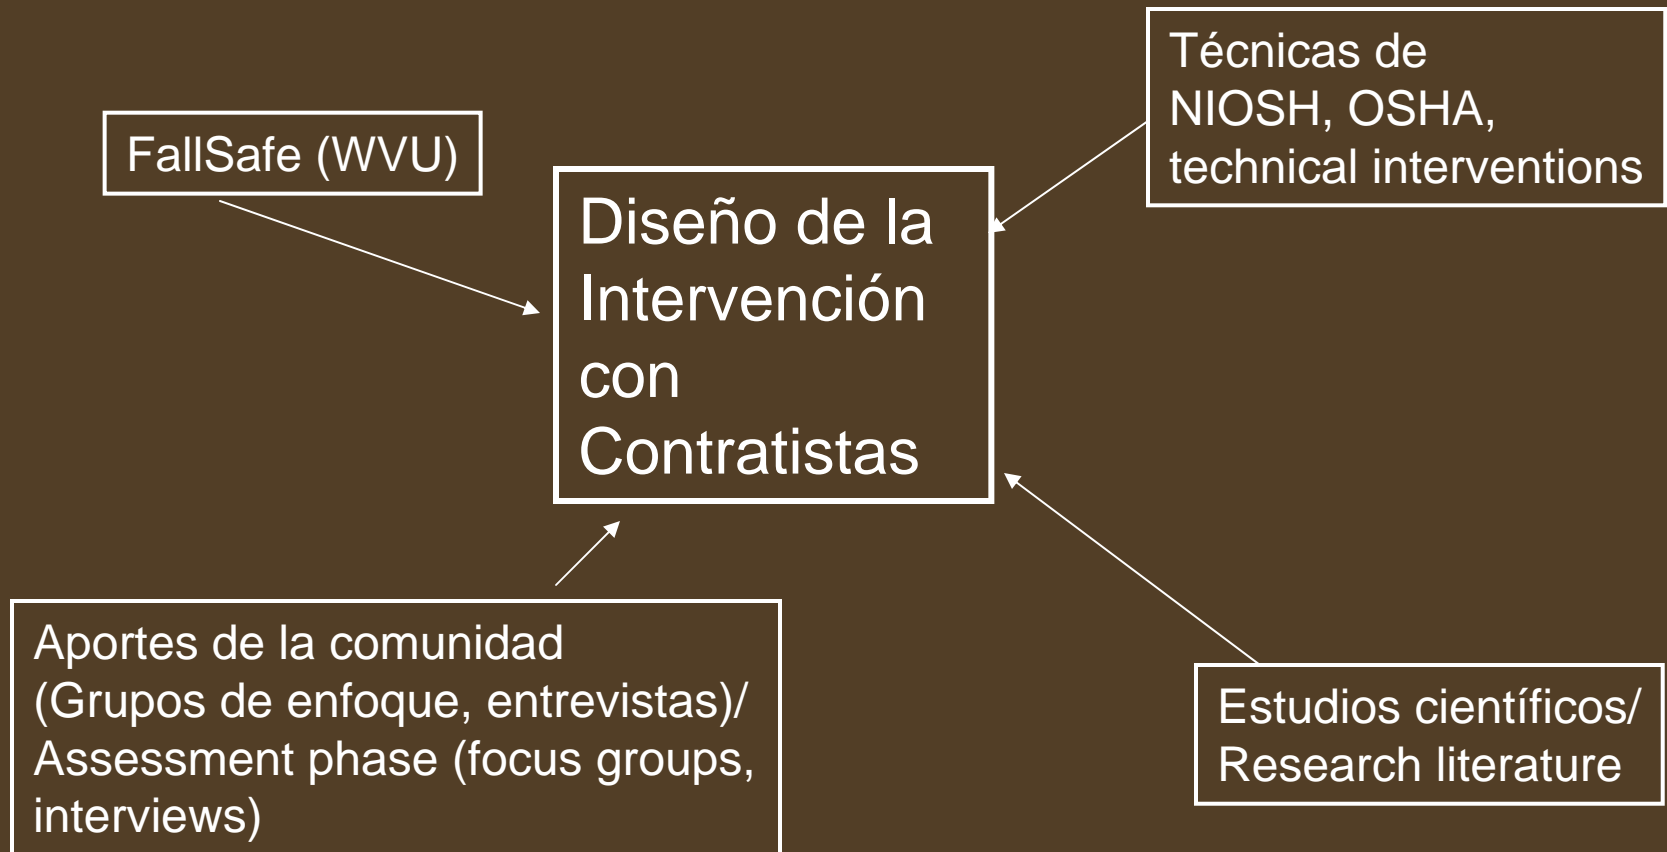 FallSafe (WVU)
Técnicas de
NIOSH, OSHA,
technical interventions
Diseño de la
Intervención
con
Contratistas
Aportes de la comunidad
(Grupos de enfoque, entrevistas)/
Assessment phase (focus groups,
interviews)
Estudios científicos/
Research literature